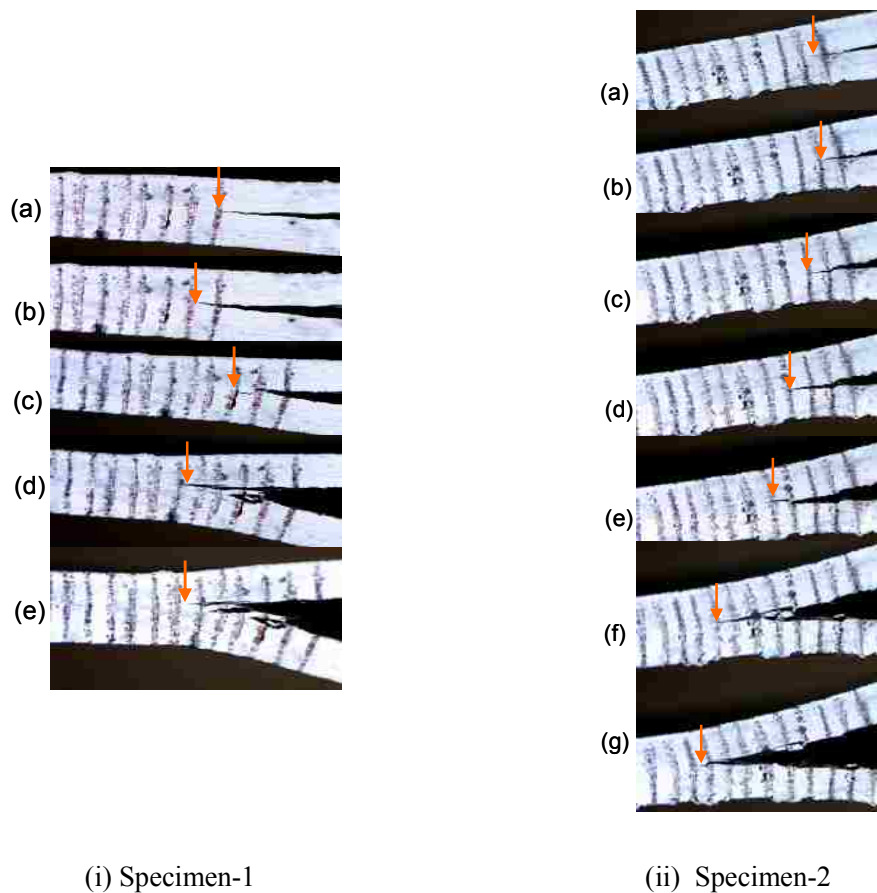 (a)
(b)
(c)
(d)
(e)
(i) Specimen-1
(a)
(b)
(c)
(d)
(e)
(f)
(g)
(ii) Specimen-2